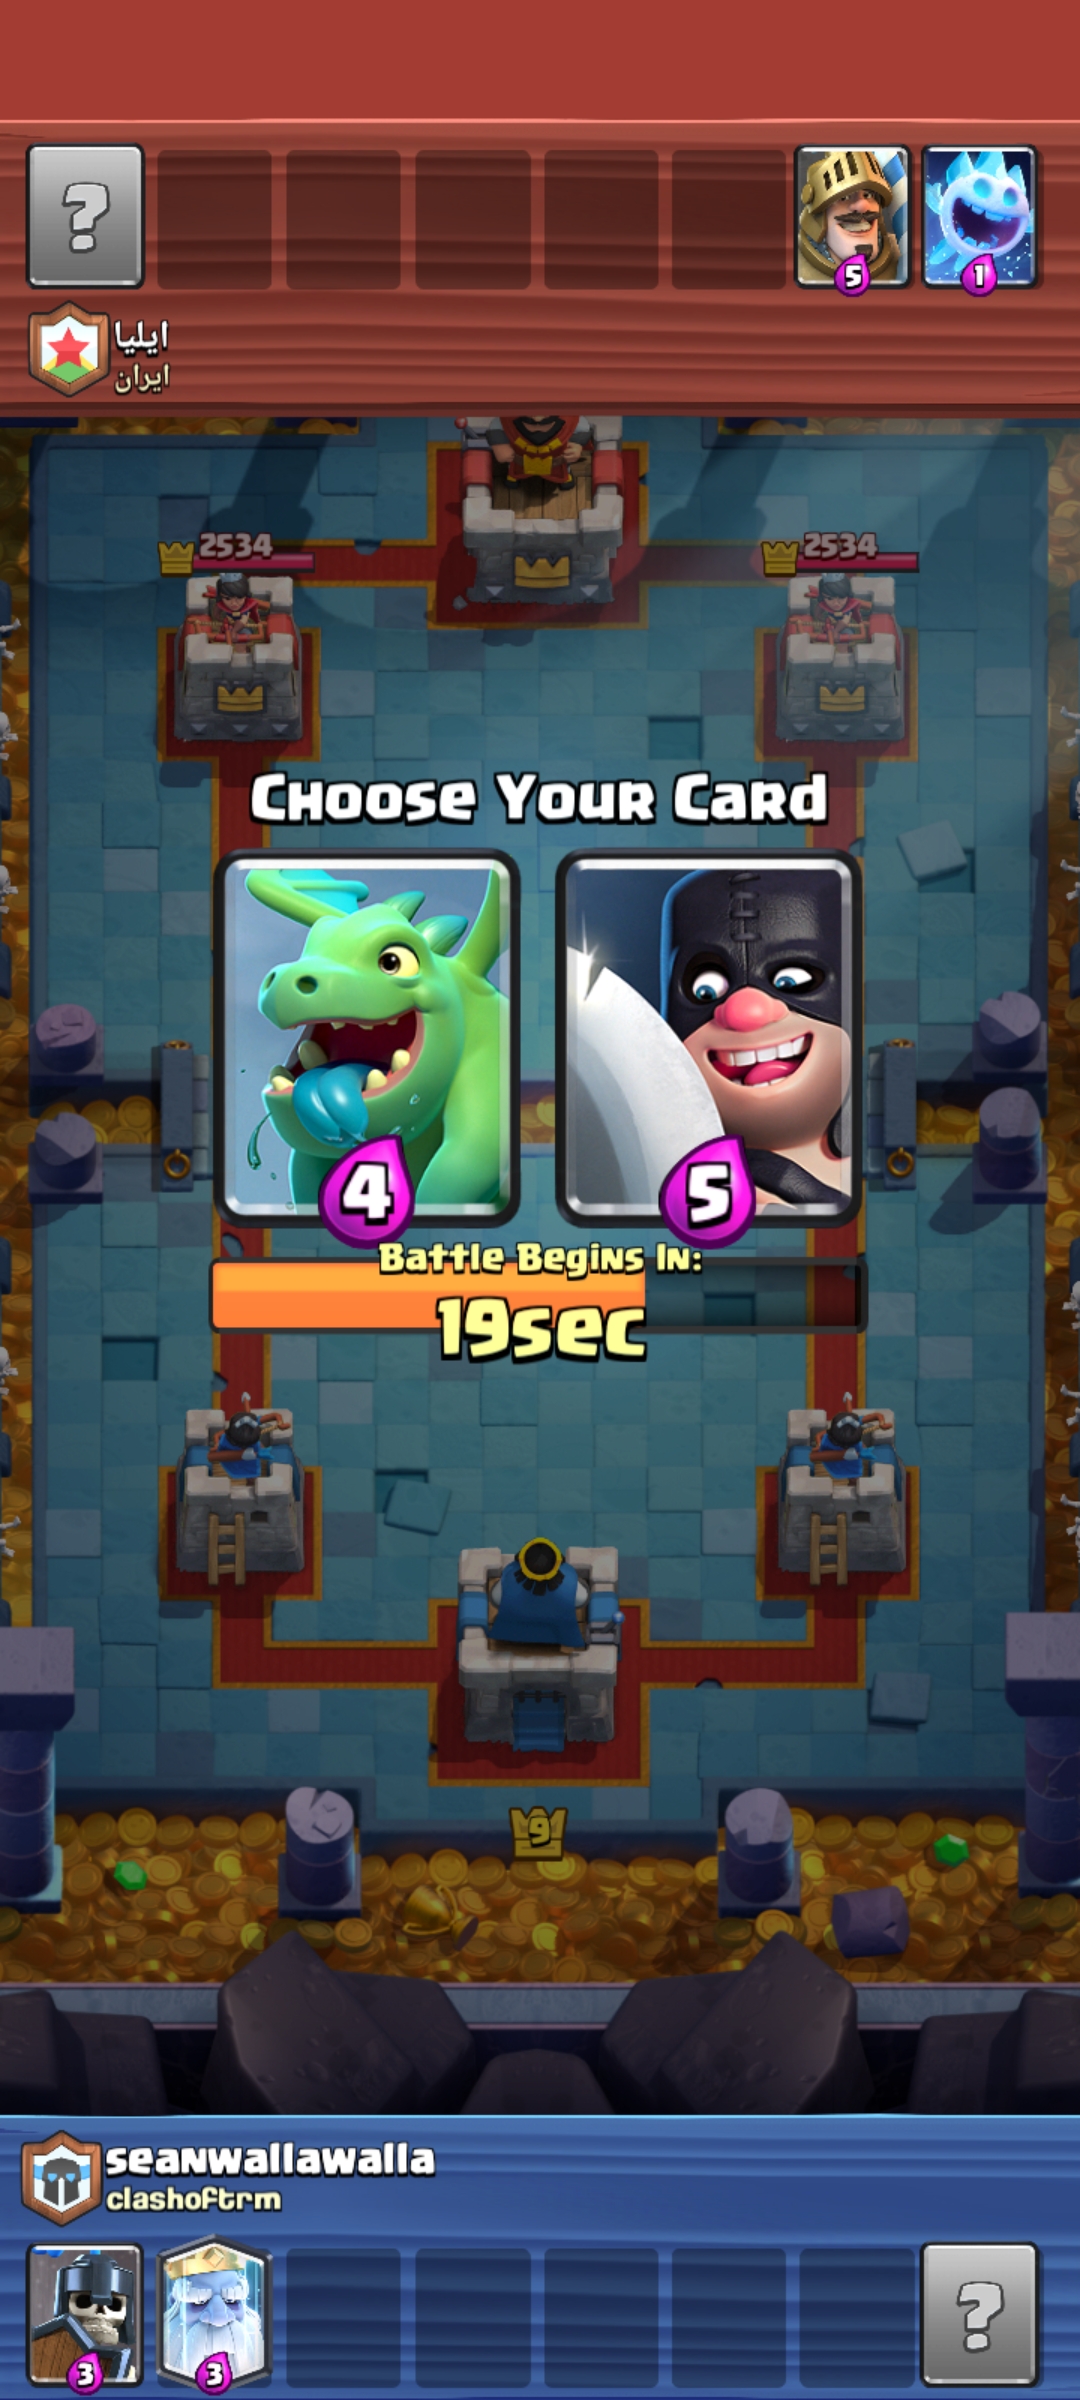 ?
5
1
ایلیا
ایران
2534
2534
Choose Your Card
4
5
Battle Begins In:
19sec
9
seanwallawalla
clashoftrm
3
3
?